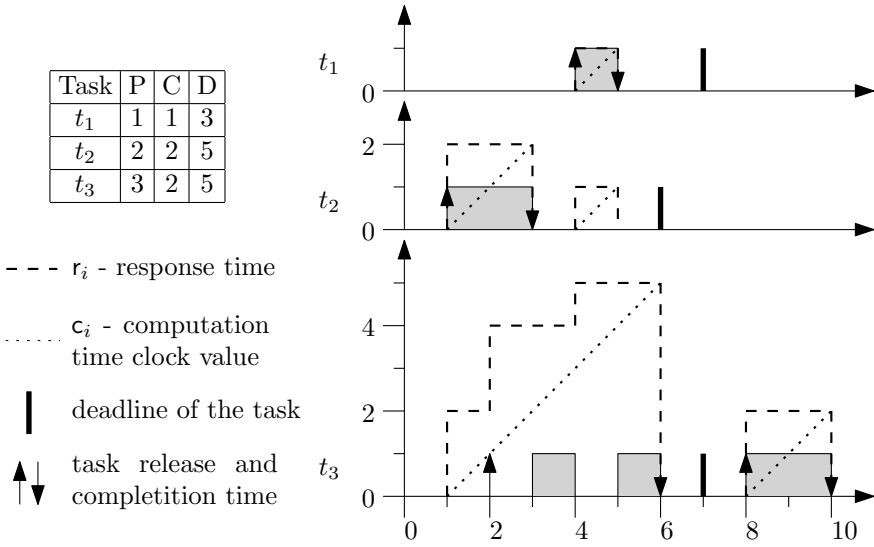 Task P C D
t₁ 1 1 3
t₂ 2 2 5
t₃ 3 2 5
rᵢ - response time
cᵢ - computation
time clock value
deadline of the task
task release and
completition time
t₁
0
t₂
2
0
t₃
4
2
0
0 2 4 6 8 10